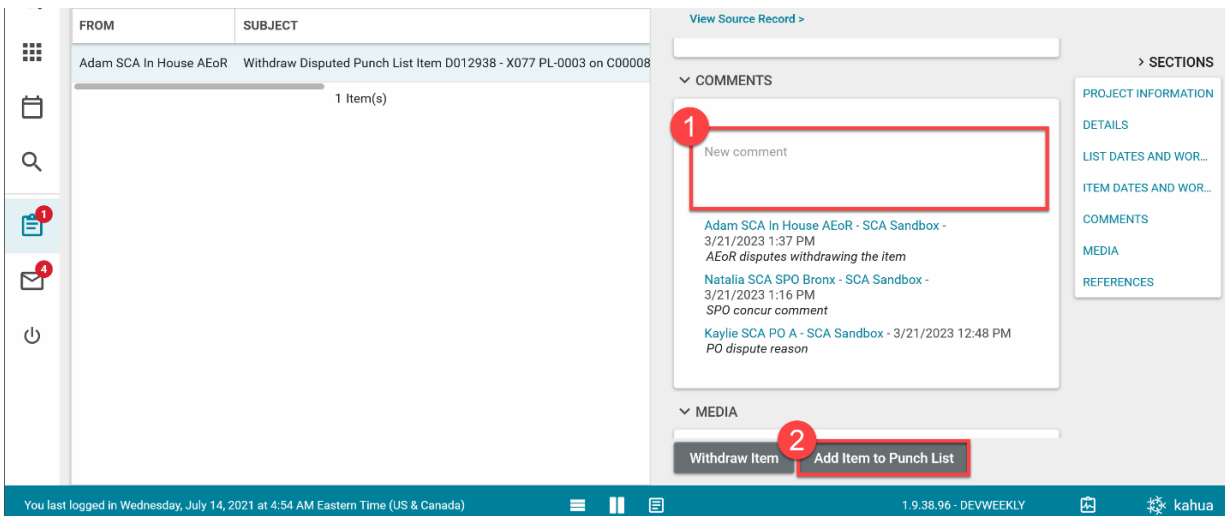 FROM SUBJECT
Adam SCA In House AEoR Withdraw Disputed Punch List Item D012938 - X077 PL-0003 on C00008
1 Item(s)
1
4
View Source Record >
COMMENTS
1
New comment
Adam SCA In House AEoR - SCA Sandbox -
3/21/2023 1:37 PM
AEoR disputes withdrawing the item
Natalia SCA SPO Bronx - SCA Sandbox -
3/21/2023 1:16 PM
SPO concur comment
Kaylie SCA PO A - SCA Sandbox - 3/21/2023 12:48 PM
PO dispute reason
MEDIA
2
Withdraw Item Add Item to Punch List
> SECTIONS
PROJECT INFORMATION
DETAILS
LIST DATES AND WOR...
ITEM DATES AND WOR...
COMMENTS
MEDIA
REFERENCES
You last logged in Wednesday, July 14, 2021 at 4:54 AM Eastern Time (US & Canada) 1.9.38.96 - DEVWEEKLY kahua